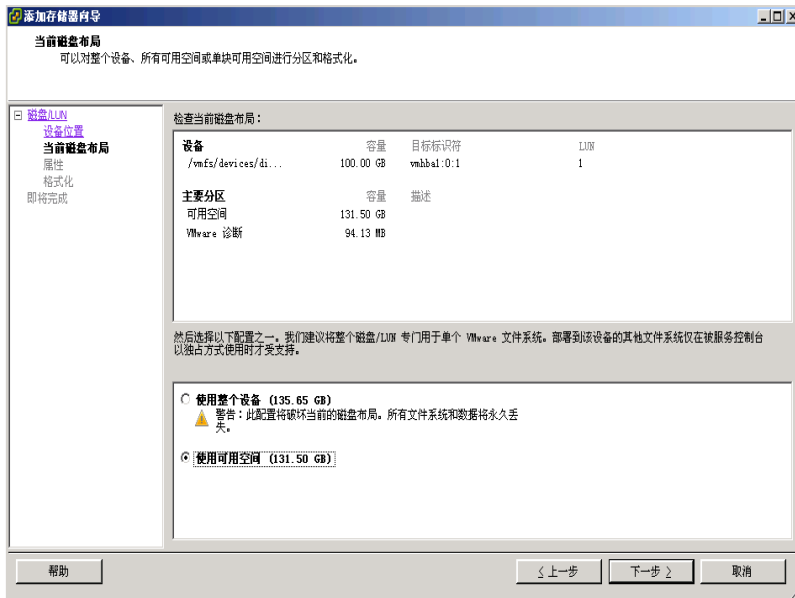 添加存储器向导
当前磁盘布局
可以对整个设备、所有可用空间或单块可用空间进行分区和格式化。
磁盘/LUN
设备位置
当前磁盘布局
属性
格式化
即将完成
检查当前磁盘布局：
设备 容量 目标标识符 LUN
/vmfs/devices/di... 100.00 GB vmhba1:0:1 1
主要分区 容量 描述
可用空间 131.50 GB
VMware 诊断 94.13 MB
然后选择以下配置之一。我们建议将整个磁盘/LUN 专门用于单个 VMware 文件系统。部署到该设备的其他文件系统仅在被服务控制台
以独占方式使用时才受支持。
使用整个设备 (135.65 GB)
警告：此配置将破坏当前的磁盘布局。所有文件系统和数据将永久丢
失。
使用可用空间 (131.50 GB)
帮助 < 上一步 下一步 > 取消